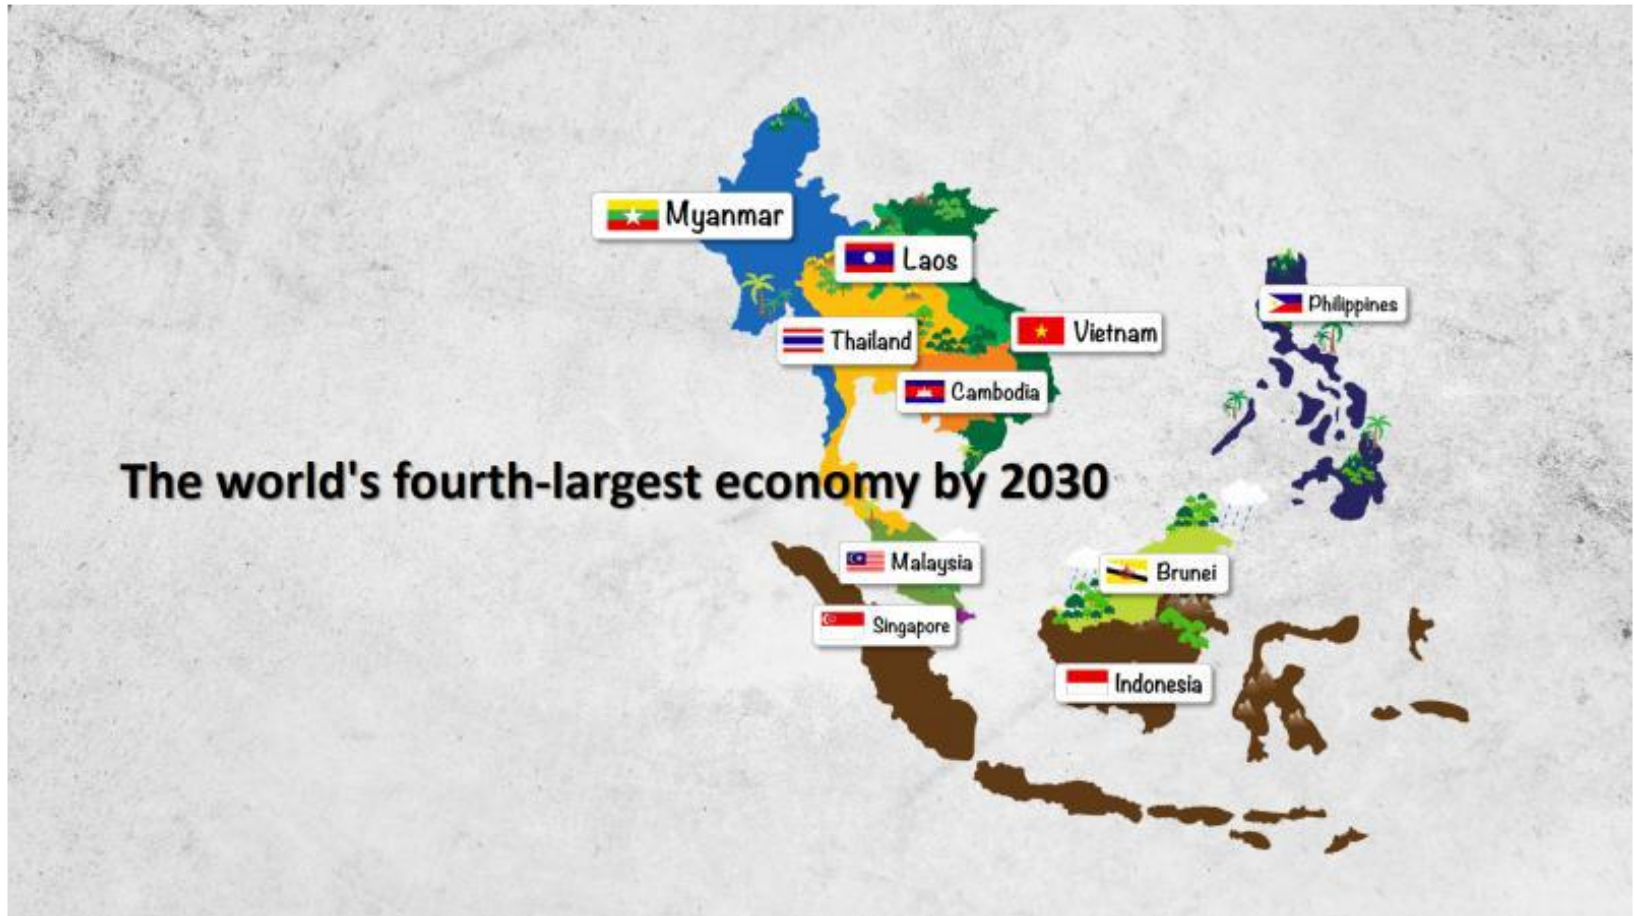 Myanmar
Laos
Philippines
Thailand
Vietnam
Cambodia
The world's fourth-largest economy by 2030
Malaysia
Brunei
Singapore
Indonesia